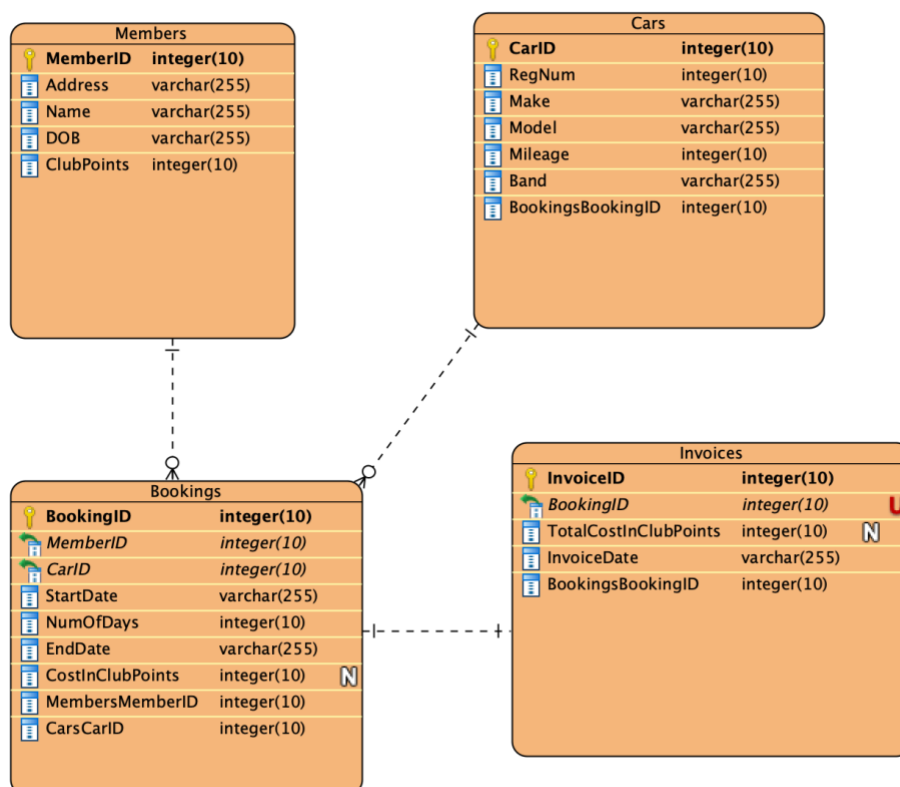 Members
MemberID integer(10)
Address varchar(255)
Name varchar(255)
DOB varchar(255)
ClubPoints integer(10)
Cars
CarID integer(10)
RegNum integer(10)
Make varchar(255)
Model varchar(255)
Mileage integer(10)
Band varchar(255)
BookingsBookingID integer(10)
Bookings
BookingID integer(10)
MemberID integer(10)
CarID integer(10)
StartDate varchar(255)
NumOfDays integer(10)
EndDate varchar(255)
CostInClubPoints integer(10) N
MembersMemberID integer(10)
CarsCarID integer(10)
Invoices
InvoiceID integer(10)
BookingID integer(10) U
TotalCostInClubPoints integer(10) N
InvoiceDate varchar(255)
BookingsBookingID integer(10)